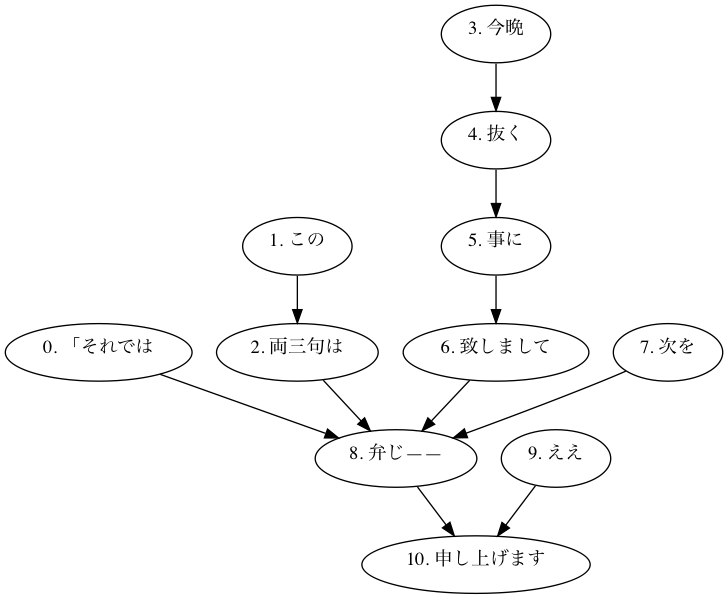 3. 今晩
4. 抜く
1. この
5. 事に
0. 「それでは
2. 両三句は
6. 致しまして
7. 次を
8. 弁じ——
9. ええ
10. 申し上げます